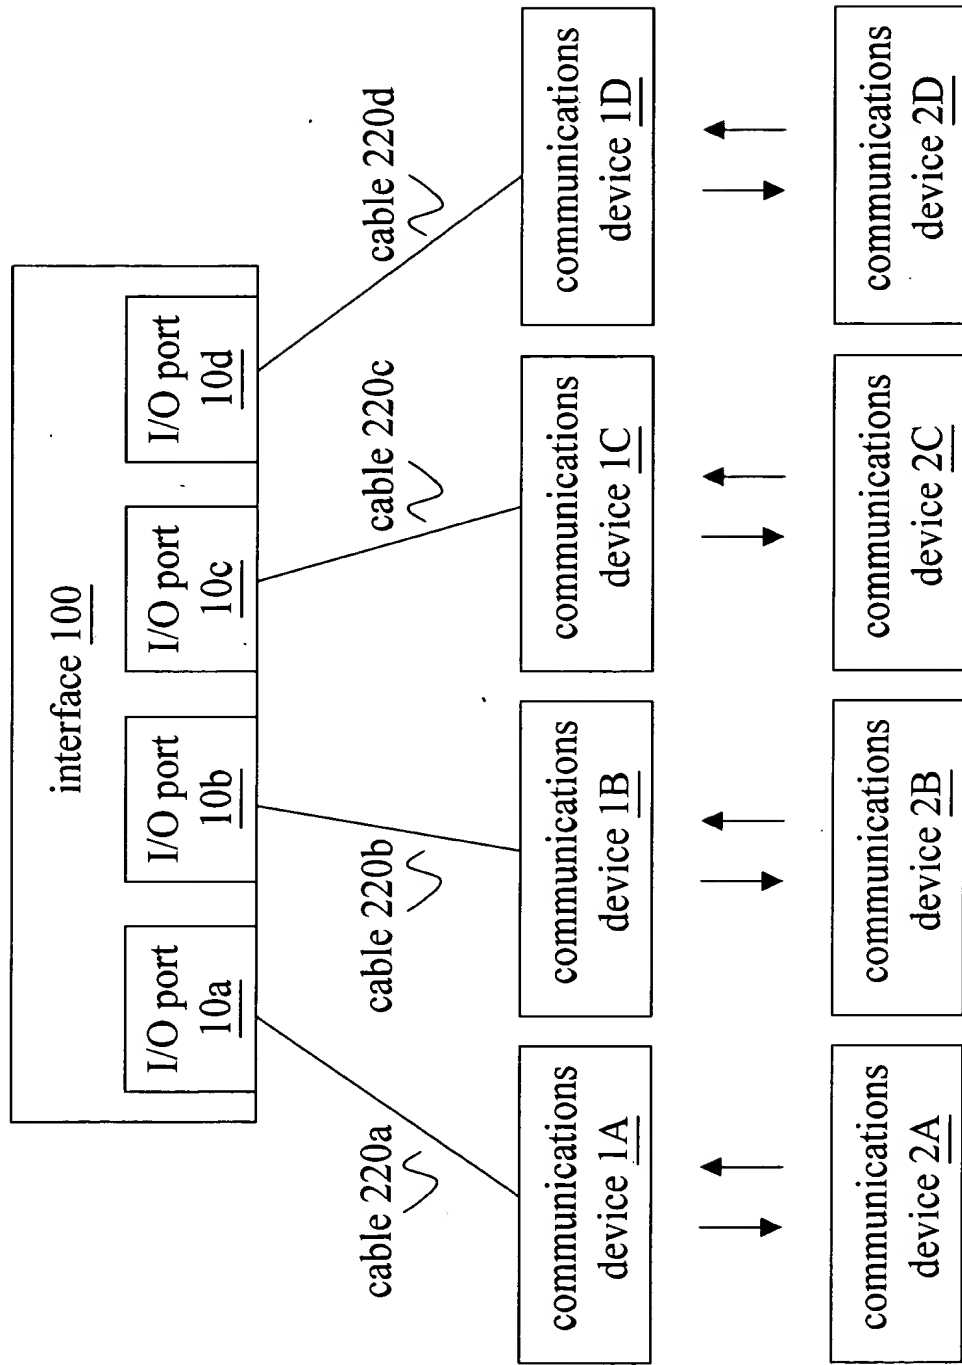 interface 100
I/O port
10a
I/O port
10b
I/O port
10c
I/O port
10d
cable 220a
cable 220b
cable 220c
cable 220d
communications
device 1A
communications
device 1B
communications
device 1C
communications
device 1D
communications
device 2A
communications
device 2B
communications
device 2C
communications
device 2D